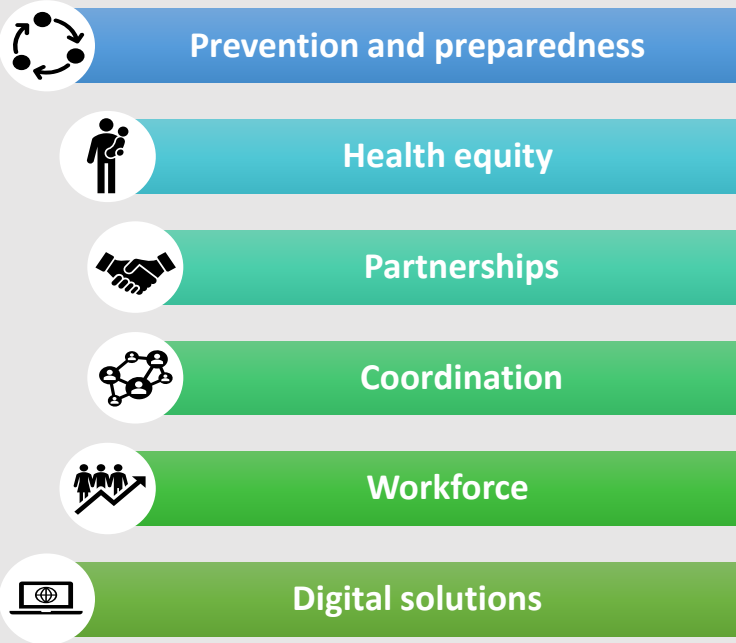 Prevention and preparedness
Health equity
Partnerships
Coordination
Workforce
Digital solutions